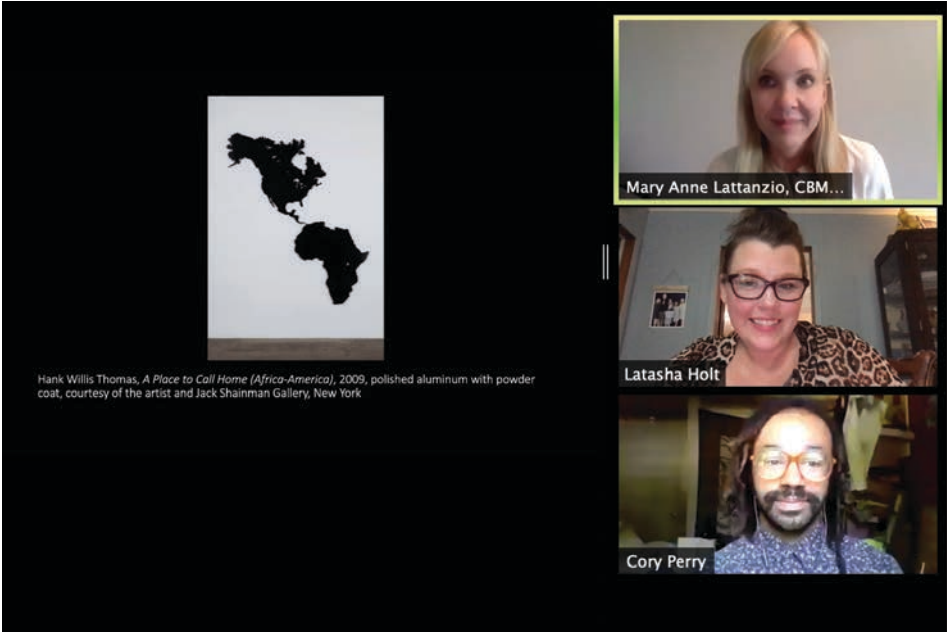 Hank Willis Thomas, A Place to Call Home (Africa-America), 2009, polished aluminum with powder
coat, courtesy of the artist and Jack Shainman Gallery, New York
Mary Anne Lattanzio, CBM...
Latasha Holt
Cory Perry